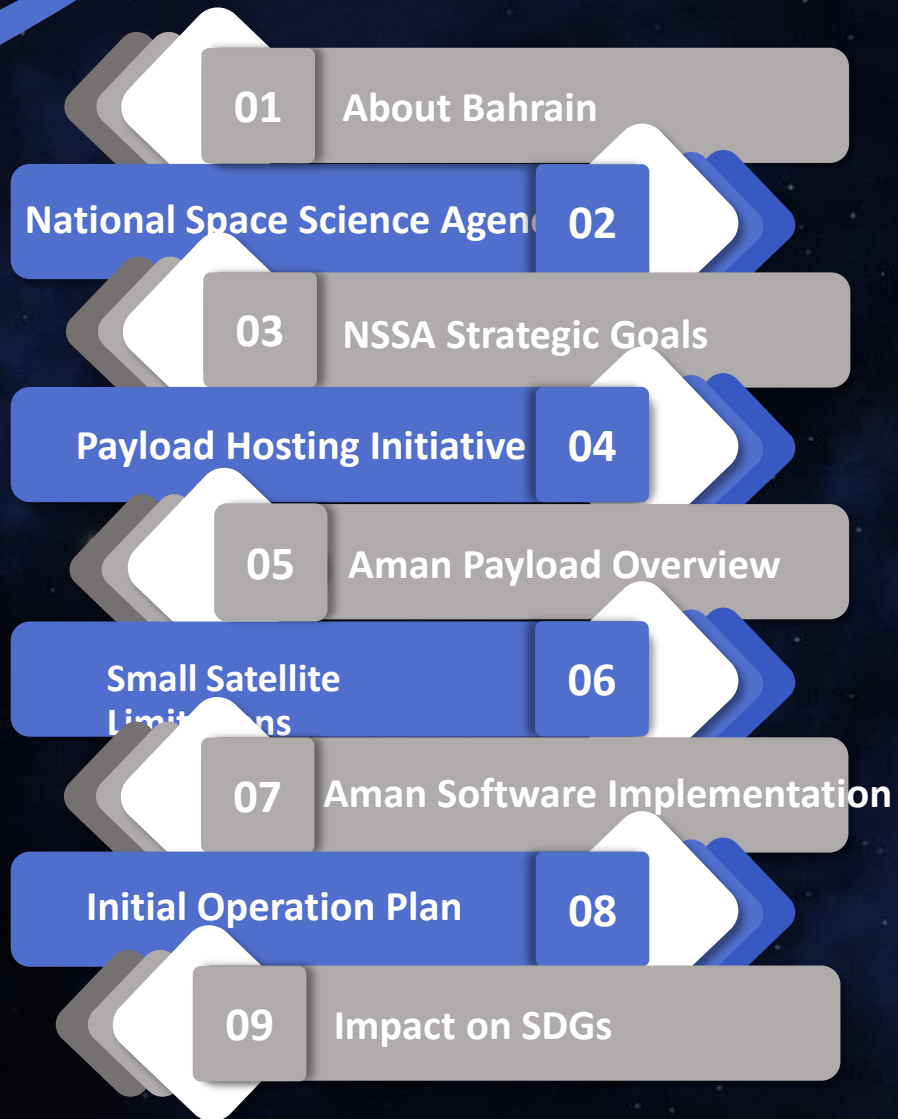 01
About Bahrain
National Space Science Agen
02
03
NSSA Strategic Goals
Payload Hosting Initiative
04
05
Aman Payload Overview
Small Satellite
06
07
Aman Software Implementation
Initial Operation Plan
08
09
Impact on SDGs